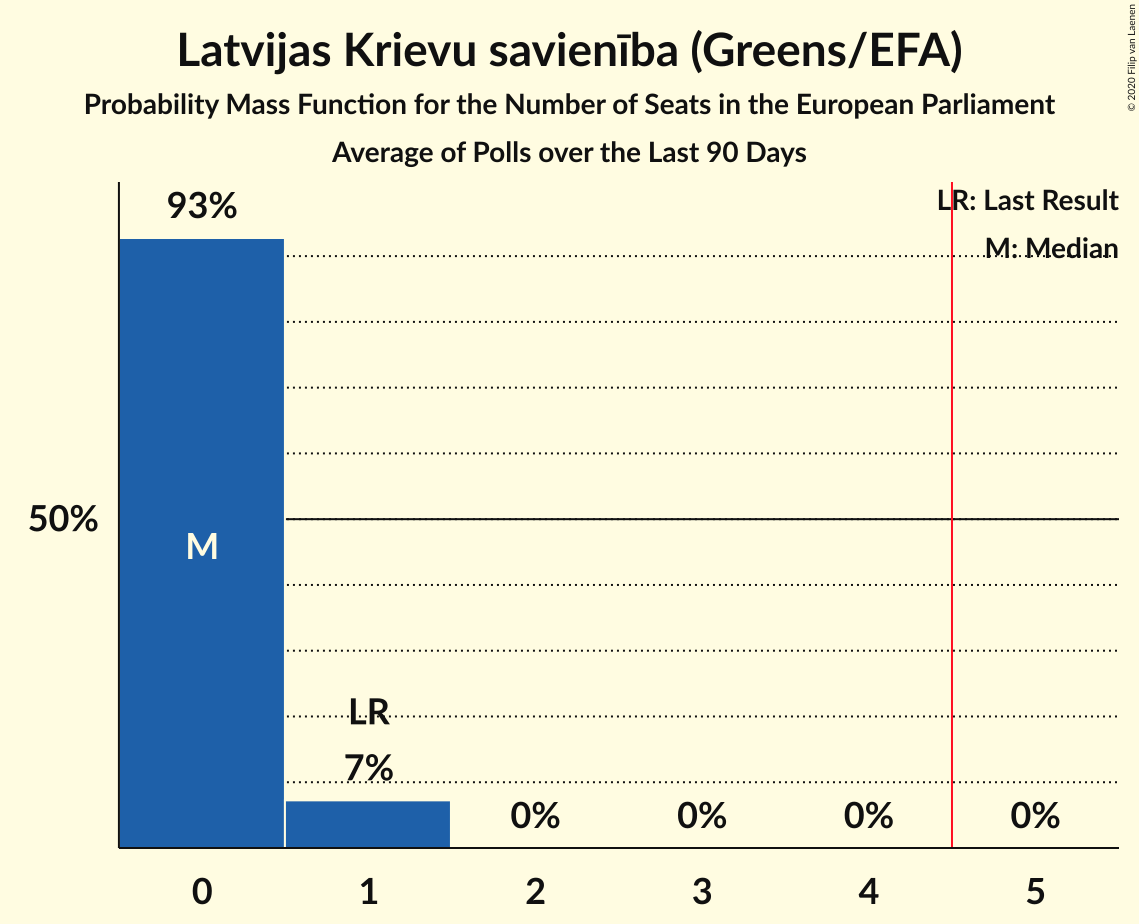 Latvijas Krievu savienība (Greens/EFA)
Probability Mass Function for the Number of Seats in the European Parliament
Average of Polls over the Last 90 Days
© 2020 Filip van Laenen
LR: Last Result
M: Median
93%
50%
M
LR
7%
0%
0%
0%
0%
0
1
2
3
4
5